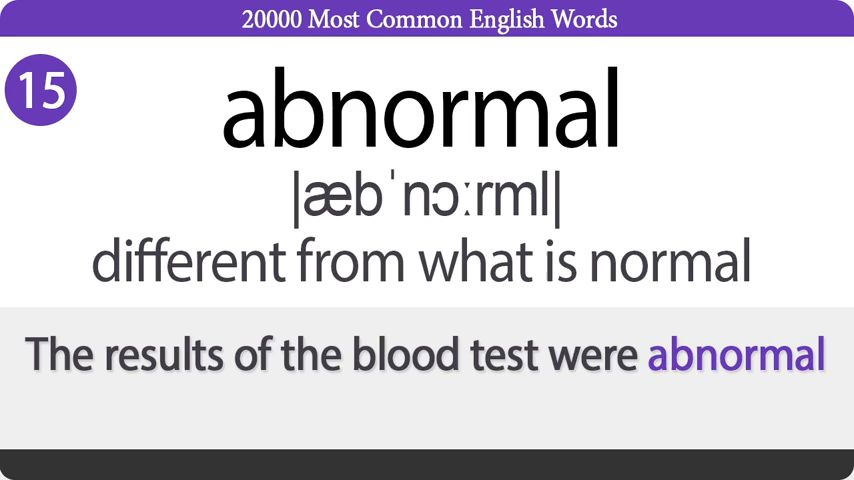 20000 Most Common English Words
15
abnormal
|æbˈnɔːrml|
different from what is normal
The results of the blood test were abnormal